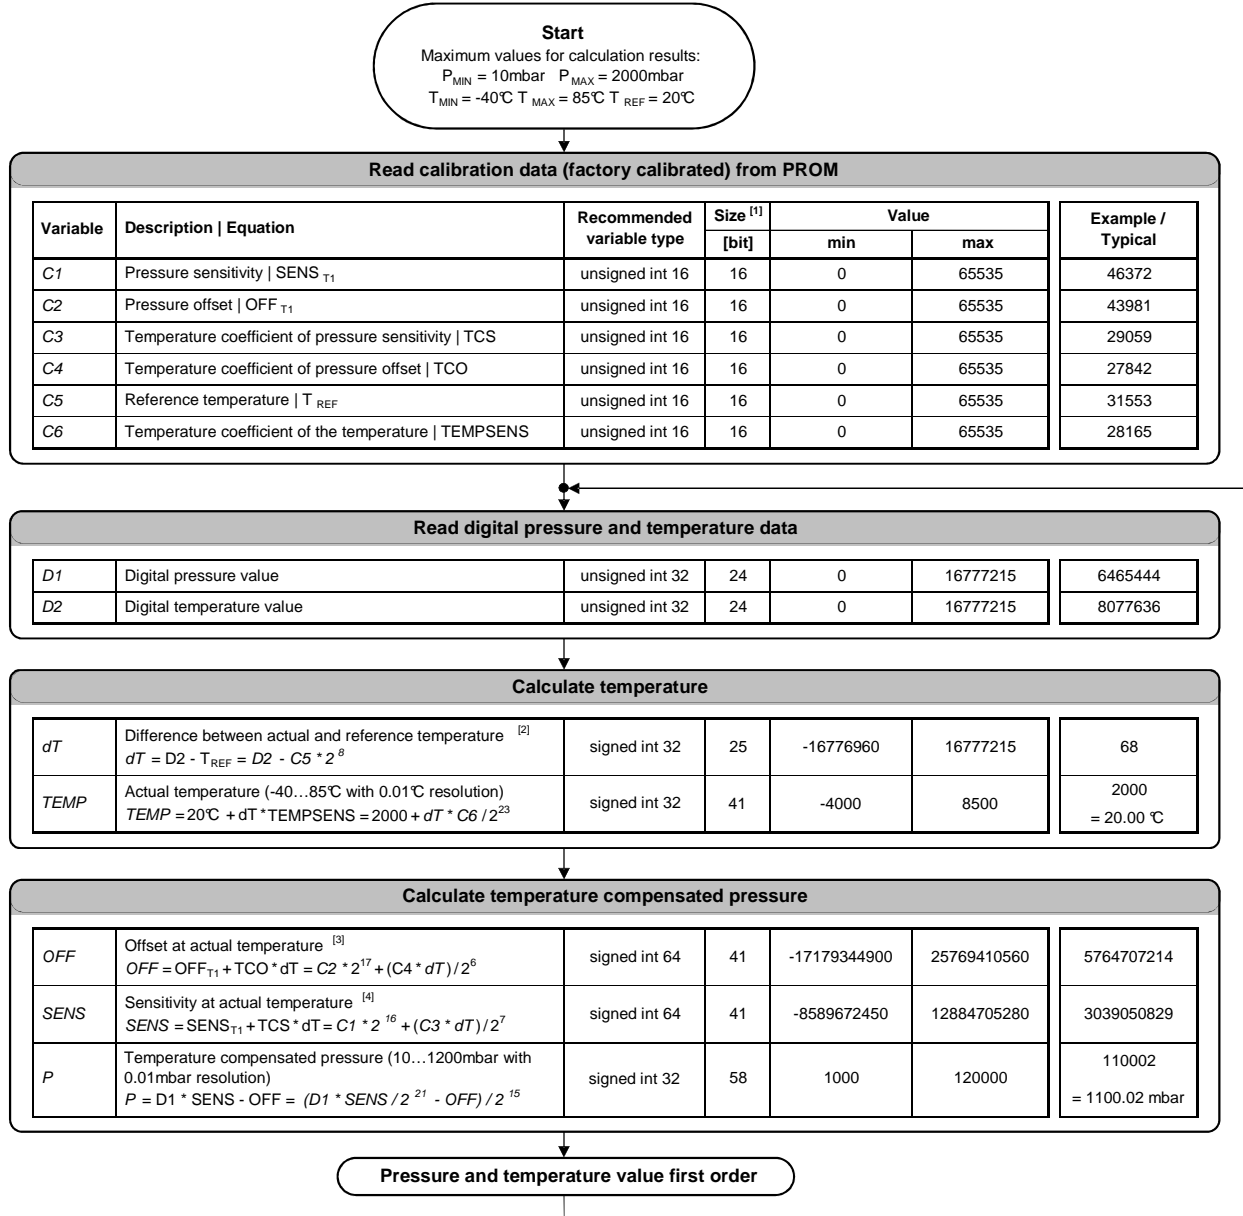 Start
Maximum values for calculation results:
P MIN = 10mbar P MAX = 2000mbar
T MIN = -40°C T MAX = 85°C T REF = 20°C
Read calibration data (factory calibrated) from PROM
Variable Description | Equation Recommended variable type Size [1] [bit] Value min max Example / Typical
C1 Pressure sensitivity | SENS T1 unsigned int 16 16 0 65535 46372
C2 Pressure offset | OFF T1 unsigned int 16 16 0 65535 43981
C3 Temperature coefficient of pressure sensitivity | TCS unsigned int 16 16 0 65535 29059
C4 Temperature coefficient of pressure offset | TCO unsigned int 16 16 0 65535 27842
C5 Reference temperature | T REF unsigned int 16 16 0 65535 31553
C6 Temperature coefficient of the temperature | TEMPSENS unsigned int 16 16 0 65535 28165
Read digital pressure and temperature data
D1 Digital pressure value unsigned int 32 24 0 16777215 6465444
D2 Digital temperature value unsigned int 32 24 0 16777215 8077636
Calculate temperature
dT Difference between actual and reference temperature [2]
dT = D2 - T REF = D2 - C5 * 2^8 signed int 32 25 -16776960 16777215 68
TEMP Actual temperature (-40…85°C with 0.01°C resolution)
TEMP = 20°C + dT * TEMPSENS = 2000 + dT * C6 / 2^23 signed int 32 41 -4000 8500 2000
= 20.00 °C
Calculate temperature compensated pressure
OFF Offset at actual temperature [3]
OFF = OFF T1 + TCO * dT = C2 * 2^17 + (C4 * dT) / 2^6 signed int 64 41 -17179344900 25769410560 5764707214
SENS Sensitivity at actual temperature [4]
SENS = SENS T1 + TCS * dT = C1 * 2^16 + (C3 * dT) / 2^7 signed int 64 41 -8589672450 12884705280 3039050829
P Temperature compensated pressure (10…1200mbar with
0.01mbar resolution)
P = D1 * SENS - OFF = (D1 * SENS / 2^21 - OFF) / 2^15 signed int 32 58 1000 120000 110002
= 1100.02 mbar
Pressure and temperature value first order